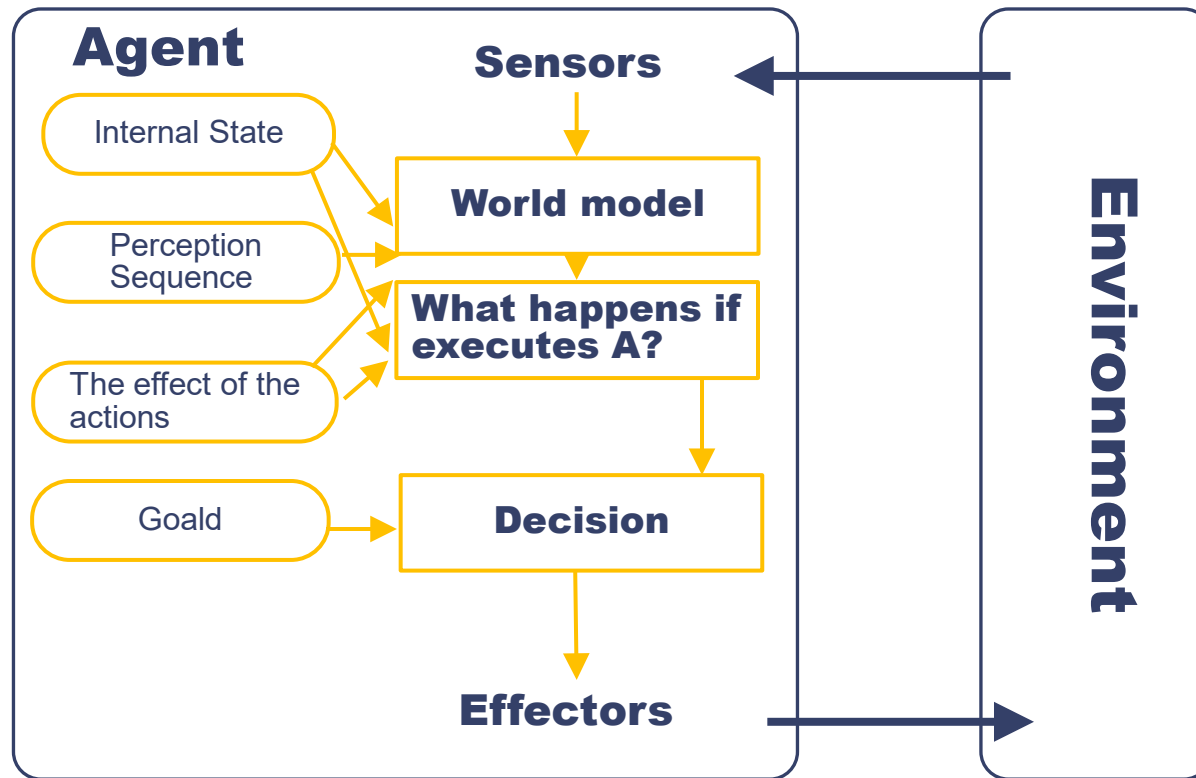 Agent
Sensors
Internal State
World model
Perception
Sequence
What happens if
executes A?
The effect of the
actions
Goald
Decision
Effectors
Environment